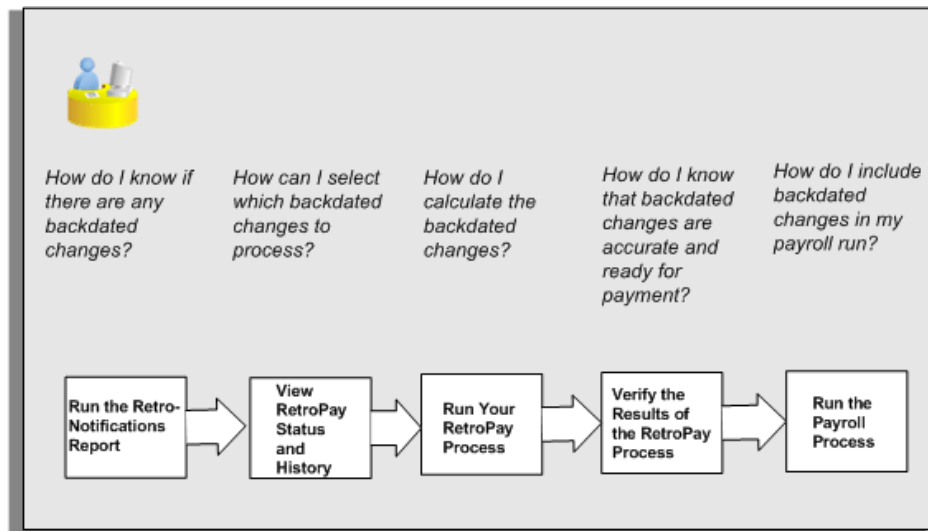 How do I know if
there are any
backdated
changes?
How can I select
which backdated
changes to
process?
How do I
calculate the
backdated
changes?
How do I know
that backdated
changes are
accurate and
ready for
payment?
How do I include
backdated
changes in my
payroll run?
Run the Retro-
Notifications
Report
View
RetroPay
Status
and
History
Run Your
RetroPay
Process
Verify the
Results of
the RetroPay
Process
Run the
Payroll
Process